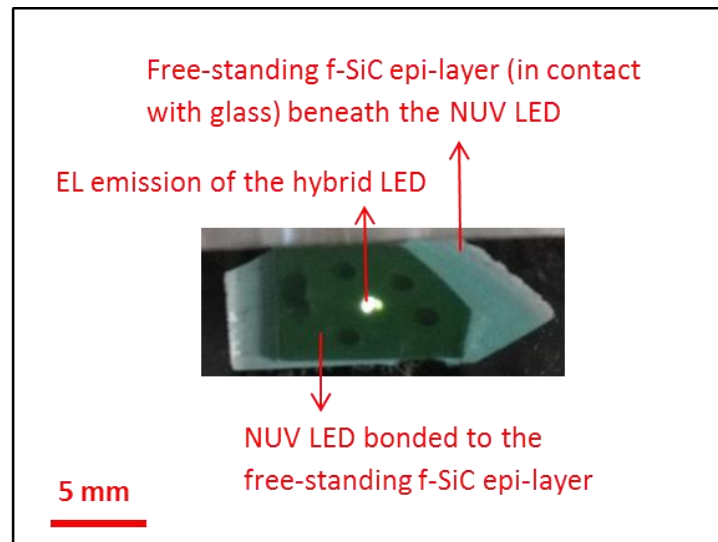 Free-standing f-SiC epi-layer (in contact
with glass) beneath the NUV LED
EL emission of the hybrid LED
NUV LED bonded to the
free-standing f-SiC epi-layer
5 mm